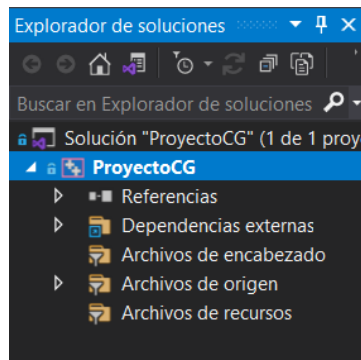 Explorador de soluciones
Buscar en Explorador de soluciones
Solución "ProyectoCG" (1 de 1 proye
ProyectoCG
Referencias
Dependencias externas
Archivos de encabezado
Archivos de origen
Archivos de recursos